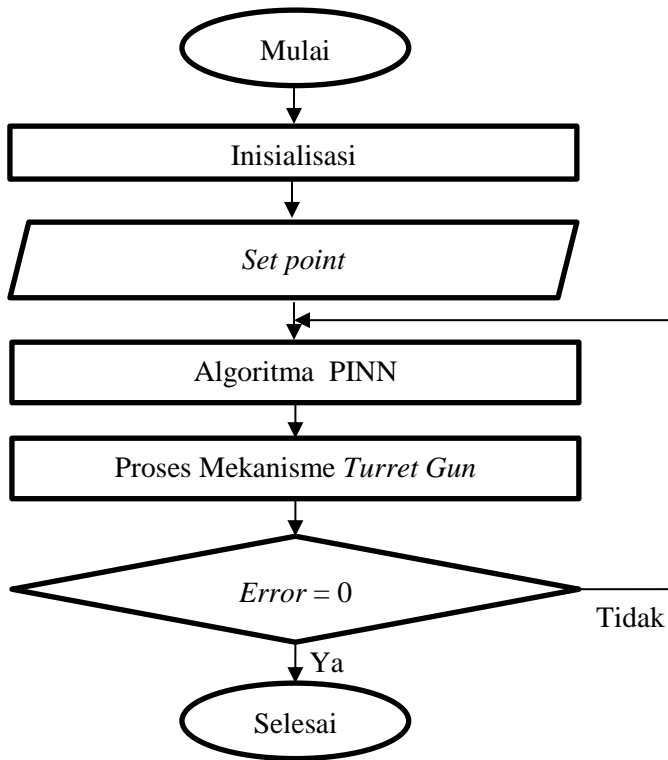 Mulai
Inisialisasi
Set point
Algoritma PINN
Proses Mekanisme Turret Gun
Error = 0
Tidak
Ya
Selesai